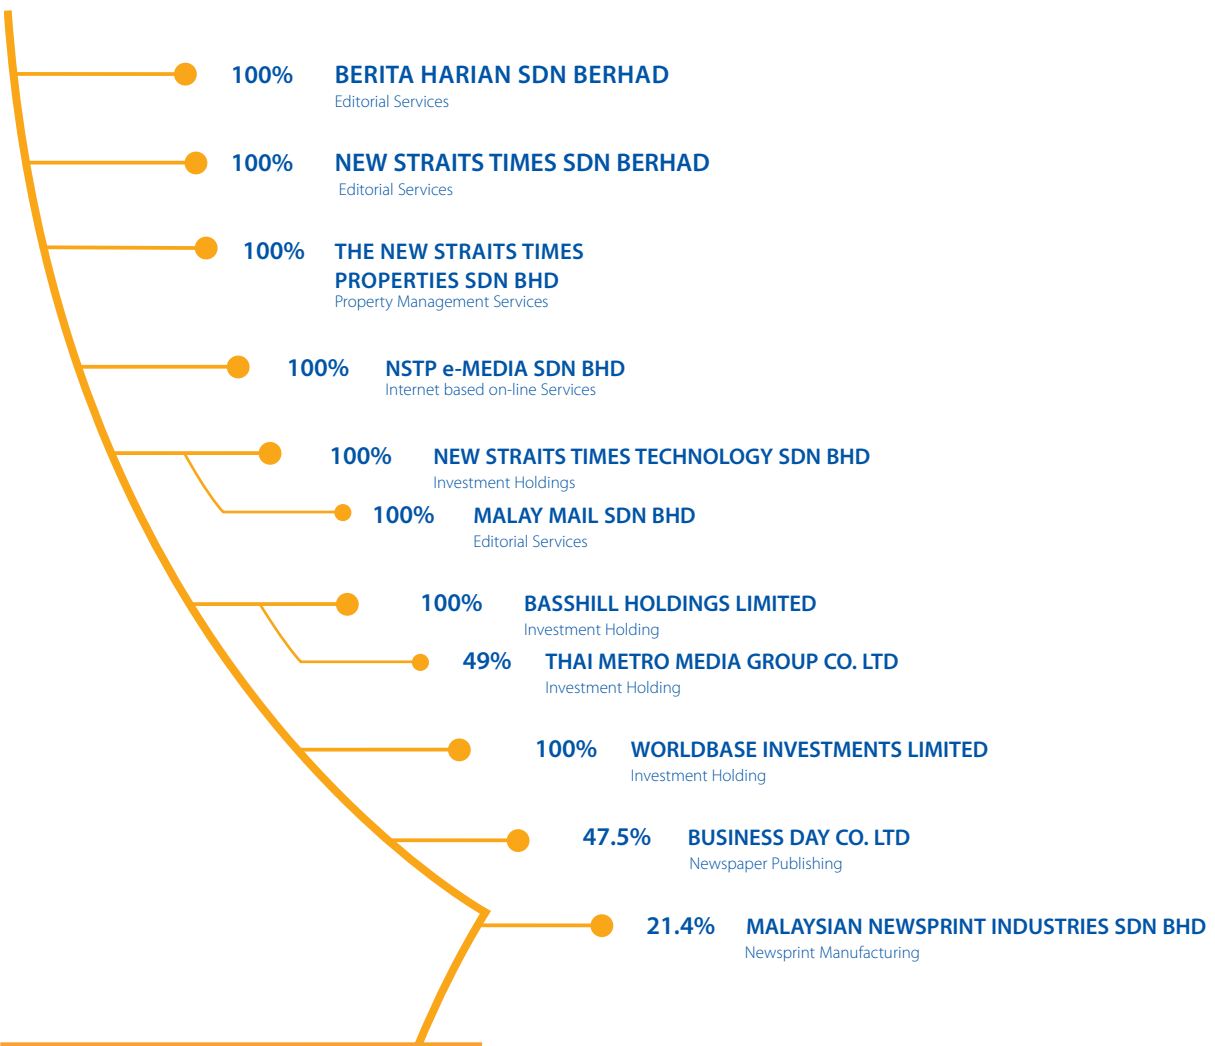 100% BERITA HARIAN SDN BERHAD
Editorial Services
100% NEW STRAITS TIMES SDN BERHAD
Editorial Services
100% THE NEW STRAITS TIMES
PROPERTIES SDN BHD
Property Management Services
100% NSTP e-MEDIA SDN BHD
Internet based on-line Services
100% NEW STRAITS TIMES TECHNOLOGY SDN BHD
Investment Holdings
100% MALAY MAIL SDN BHD
Editorial Services
100% BASSHILL HOLDINGS LIMITED
Investment Holding
49% THAI METRO MEDIA GROUP CO. LTD
Investment Holding
100% WORLDBASE INVESTMENTS LIMITED
Investment Holding
47.5% BUSINESS DAY CO. LTD
Newspaper Publishing
21.4% MALAYSIAN NEWSPRINT INDUSTRIES SDN BHD
Newsprint Manufacturing